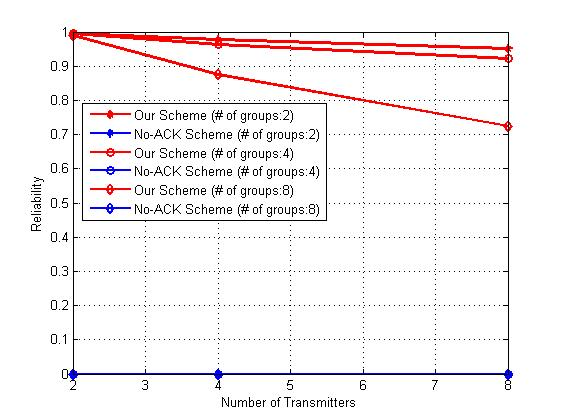 1
0.9
0.8
0.7
0.6
0.5
0.4
0.3
0.2
0.1
0
Reliability
Our Scheme (# of groups:2)
No-ACK Scheme (# of groups:2)
Our Scheme (# of groups:4)
No-ACK Scheme (# of groups:4)
Our Scheme (# of groups:8)
No-ACK Scheme (# of groups:8)
2 3 4 5 6 7 8
Number of Transmitters